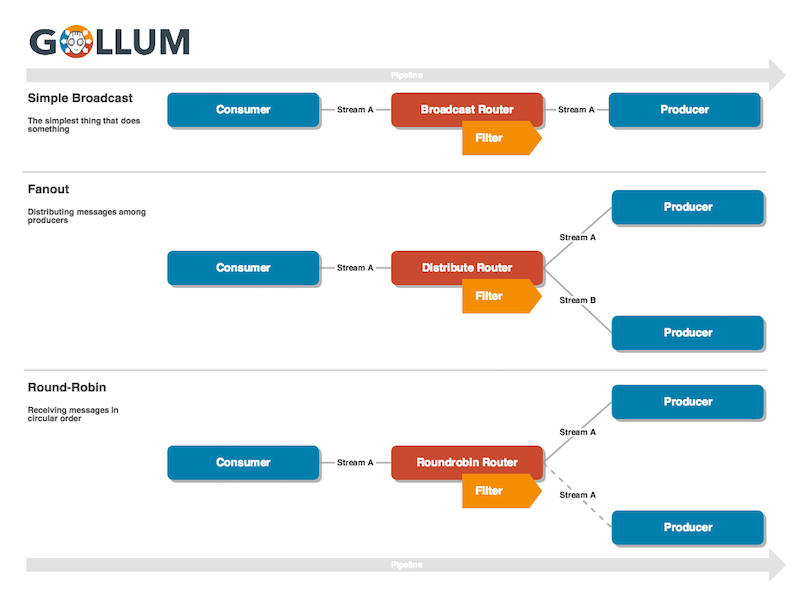 GOLLUM
Pipeline
Simple Broadcast
The simplest thing that does
something
Consumer
Stream A
Broadcast Router
Filter
Stream A
Producer
Fanout
Distributing messages among
producers
Consumer
Stream A
Distribute Router
Filter
Stream A
Stream B
Producer
Producer
Round-Robin
Receiving messages in
circular order
Consumer
Stream A
Roundrobin Router
Filter
Stream A
Stream A
Producer
Producer
Pipeline